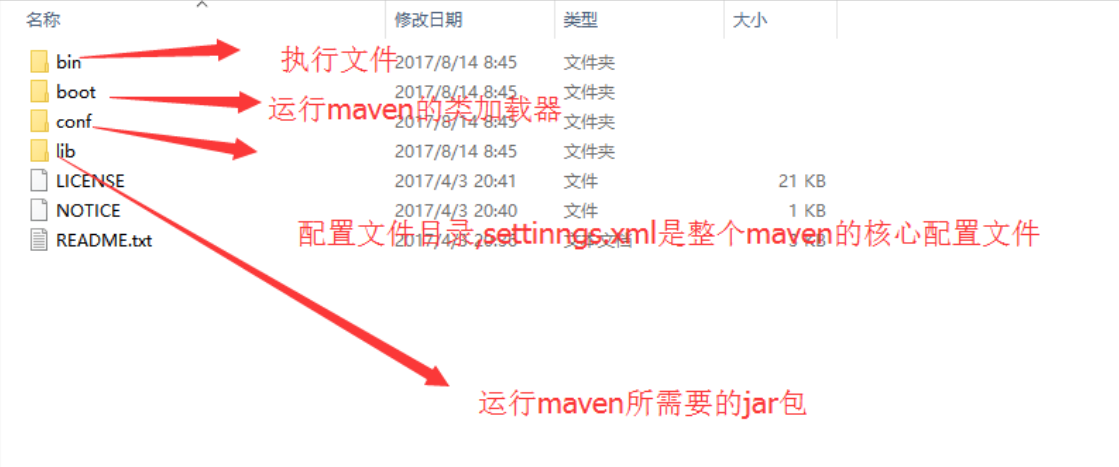 名称 修改日期 类型 大小
bin 执行文件 2017/8/14 8:45 文件夹
boot 2017/8/14 8:45 文件夹
运行maven的类加载器
conf 2017/8/14 8:45 文件夹
lib 2017/8/14 8:45 文件夹
LICENSE 2017/4/3 20:41 文件 21 KB
NOTICE 2017/4/3 20:40 文件 1 KB
配置文件目录,settinngs.xml是整个maven的核心配置文件
README.txt 文本文档 3 KB
运行maven所需要的jar包